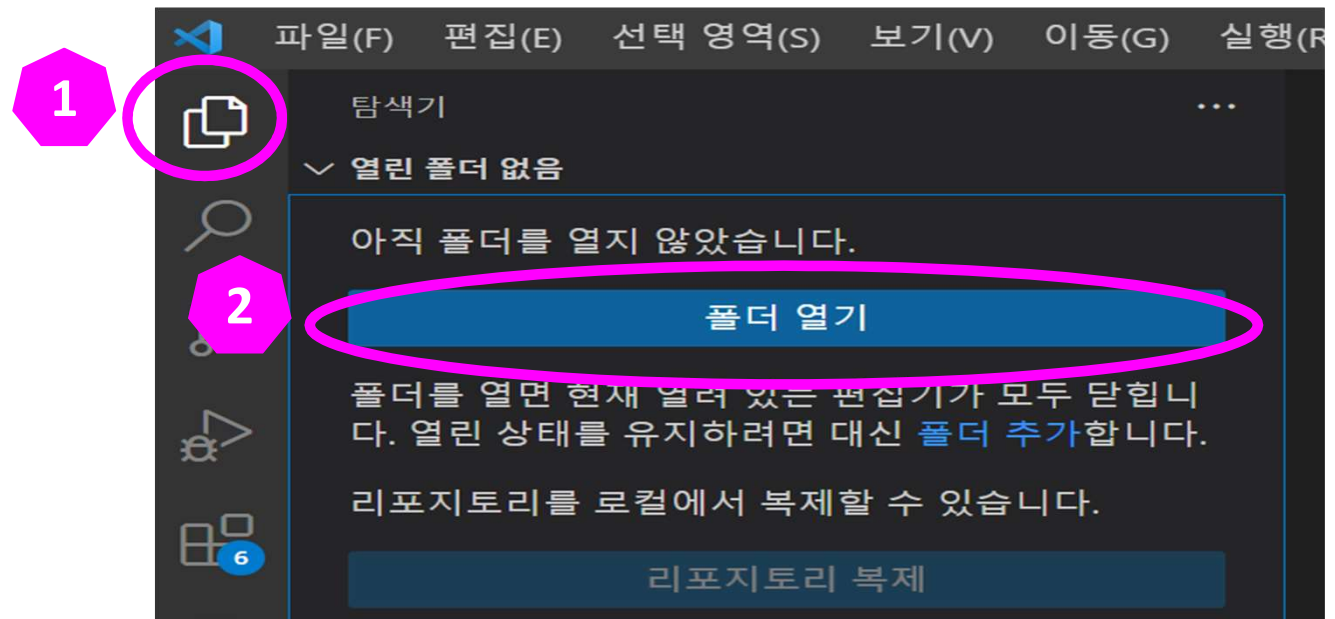 파일(F) 편집(E) 선택 영역(S) 보기(V) 이동(G) 실행(R
1
탐색기 ···
열린 폴더 없음
아직 폴더를 열지 않았습니다.
2
폴더 열기
폴더를 열면 현재 열려 있는 편집기가 모두 닫힙니
다. 열린 상태를 유지하려면 대신 폴더 추가합니다.
리포지토리를 로컬에서 복제할 수 있습니다.
6
리포지토리 복제